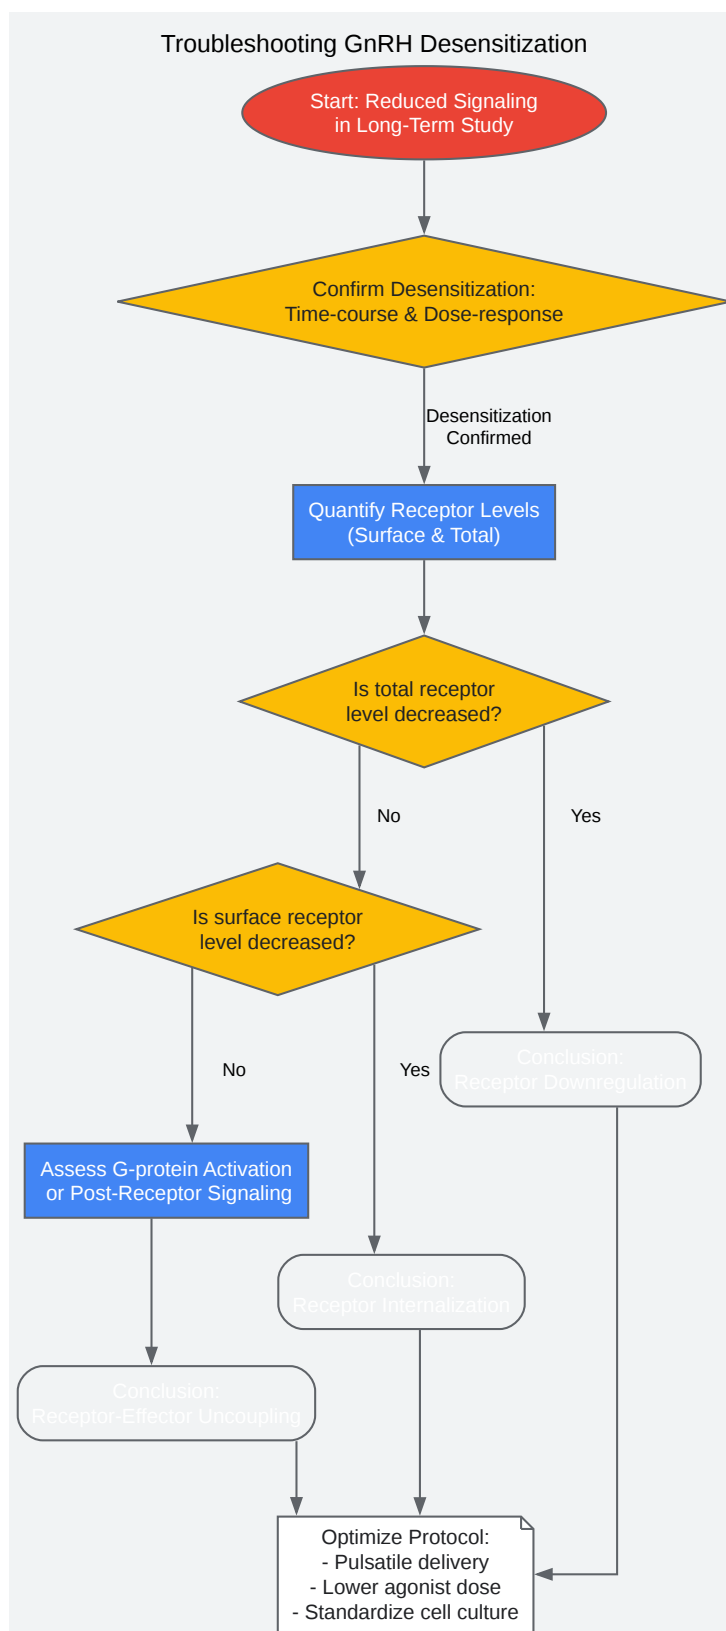 Troubleshooting GnRH Desensitization
Start: Reduced Signaling
in Long-Term Study
Confirm Desensitization:
Time-course & Dose-response
Desensitization
Confirmed
Quantify Receptor Levels
(Surface & Total)
Is total receptor
level decreased?
No
Yes
Is surface receptor
level decreased?
No
Yes
Conclusion:
Receptor Downregulation
Assess G-protein Activation
or Post-Receptor Signaling
Conclusion:
Receptor Internalization
Conclusion:
Receptor-Effector Uncoupling
Optimize Protocol:
- Pulsatile delivery
- Lower agonist dose
- Standardize cell culture